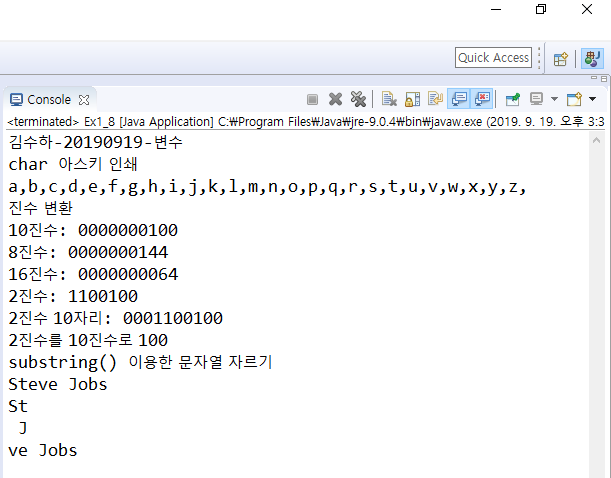 Quick Access
Console
<terminated> Ex1_8 [Java Application] C:₩Program Files₩Java₩jre-9.0.4₩bin₩javaw.exe (2019. 9. 19. 오후 3:3
김수하-20190919-변수
char 아스키 인쇄
a,b,c,d,e,f,g,h,i,j,k,l,m,n,o,p,q,r,s,t,u,v,w,x,y,z,
진수 변환
10진수: 0000000100
8진수: 0000000144
16진수: 0000000064
2진수: 1100100
2진수 10자리: 0001100100
2진수를 10진수로 100
substring() 이용한 문자열 자르기
Steve Jobs
St
 J
ve Jobs